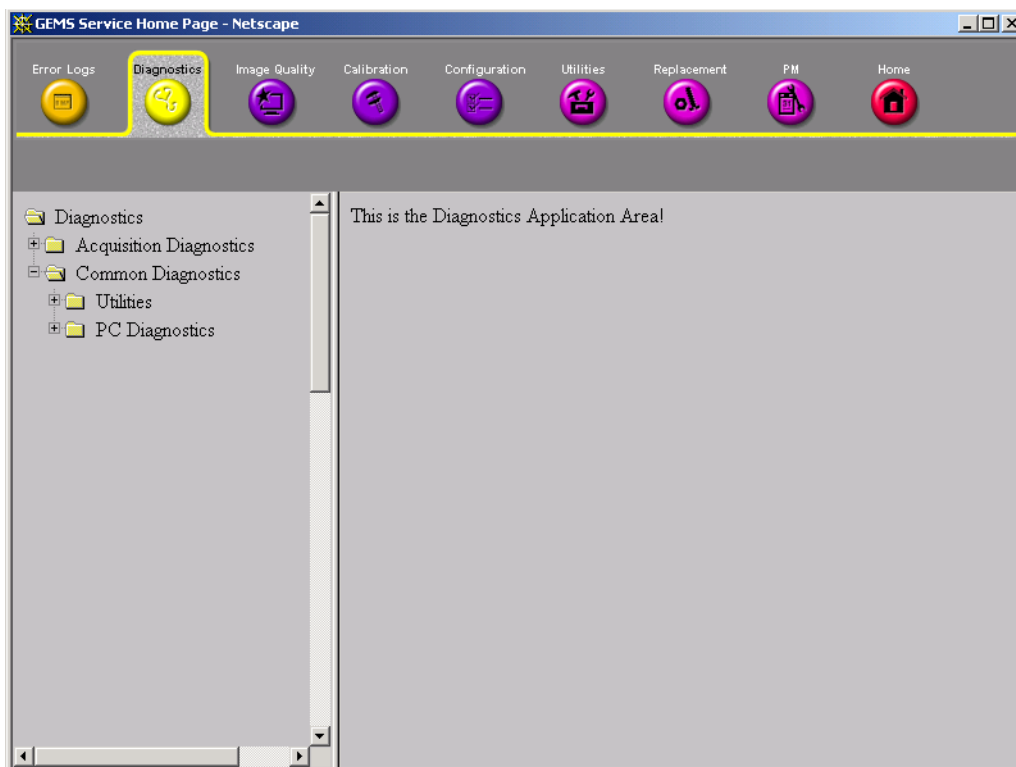 GEMS Service Home Page - Netscape
Error Logs Diagnostics Image Quality Calibration Configuration Utilities Replacement PM Home
Diagnostics
Acquisition Diagnostics
Common Diagnostics
Utilities
PC Diagnostics
This is the Diagnostics Application Area!